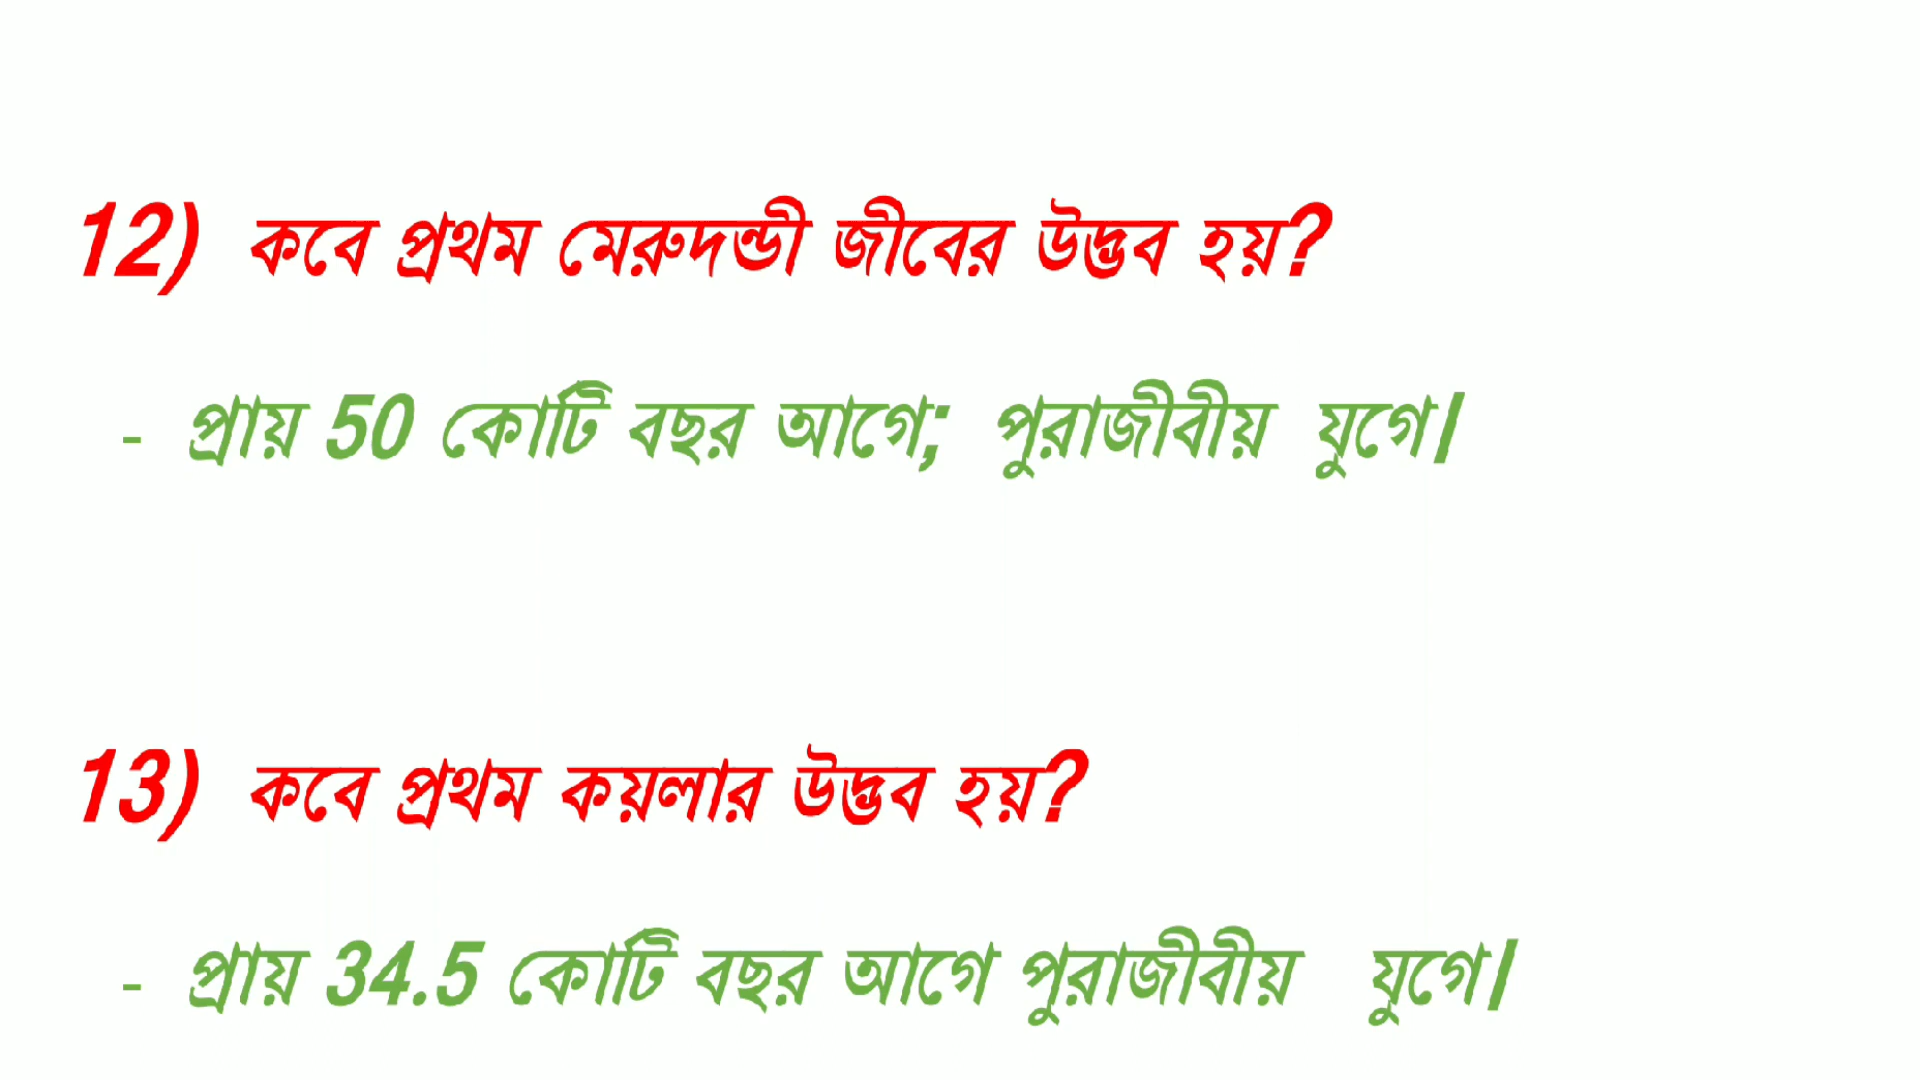 12) কবে প্রথম মেরুদন্ডী জীবের উদ্ভব হয়?
- প্রায় 50 কোটি বছর আগে; পুরাজীবীয় যুগে।
13) কবে প্রথম কয়লার উদ্ভব হয়?
- প্রায় 34.5 কোটি বছর আগে পুরাজীবীয় যুগে।